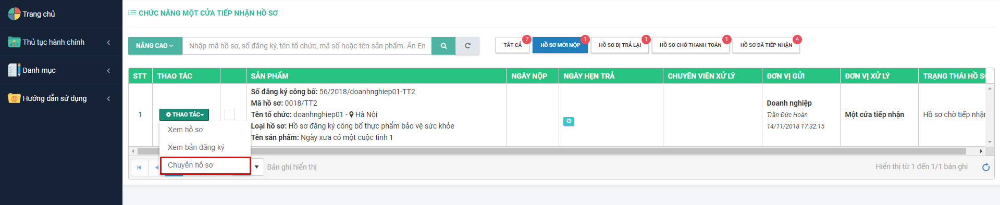 Trang chủ
Thủ tục hành chính
Danh mục
Hướng dẫn sử dụng
CHỨC NĂNG MỘT CỬA TIẾP NHẬN HỒ SƠ
NÂNG CAO
Nhập mã hồ sơ, số đăng ký, tên tổ chức, mã số hoặc tên sản phẩm. Ấn En
TẤT CẢ 7
HỒ SƠ MỚI NỘP 1
HỒ SƠ BỊ TRẢ LẠI 1
HỒ SƠ CHỜ THANH TOÁN 1
HỒ SƠ ĐÃ TIẾP NHẬN 4
STT THAO TÁC SẢN PHẨM NGÀY NỘP NGÀY HẸN TRẢ CHUYÊN VIÊN XỬ LÝ ĐƠN VỊ GỬI ĐƠN VỊ XỬ LÝ TRẠNG THÁI HỒ SƠ
1
THAO TÁC
Xem hồ sơ
Xem bản đăng ký
Chuyển hồ sơ
Số đăng ký công bố: 56/2018/doanhnghiep01-TT2
Mã hồ sơ: 0018/TT2
Tên tổ chức: doanhnghiep01 - Hà Nội
Loại hồ sơ: Hồ sơ đăng ký công bố thực phẩm bảo vệ sức khỏe
Tên sản phẩm: Ngày xưa có một cuộc tình 1
Doanh nghiệp
Trần Đức Hoàn
14/11/2018 17:32:15
Một cửa tiếp nhận
Hồ sơ chờ tiếp nhận
Bản ghi hiển thị
Hiển thị từ 1 đến 1/1 bản ghi